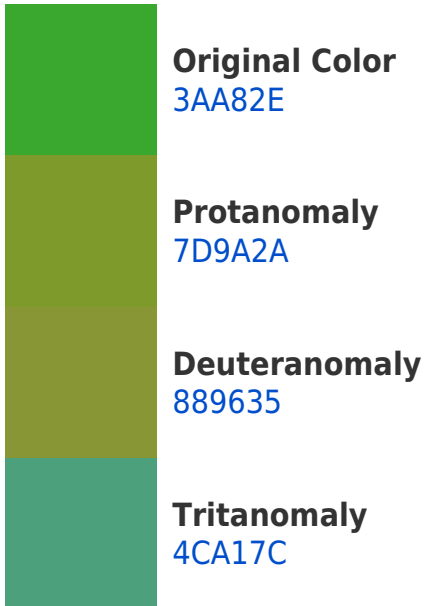 Original Color
3AA82E
Protanomaly
7D9A2A
Deuteranomaly
889635
Tritanomaly
4CA17C